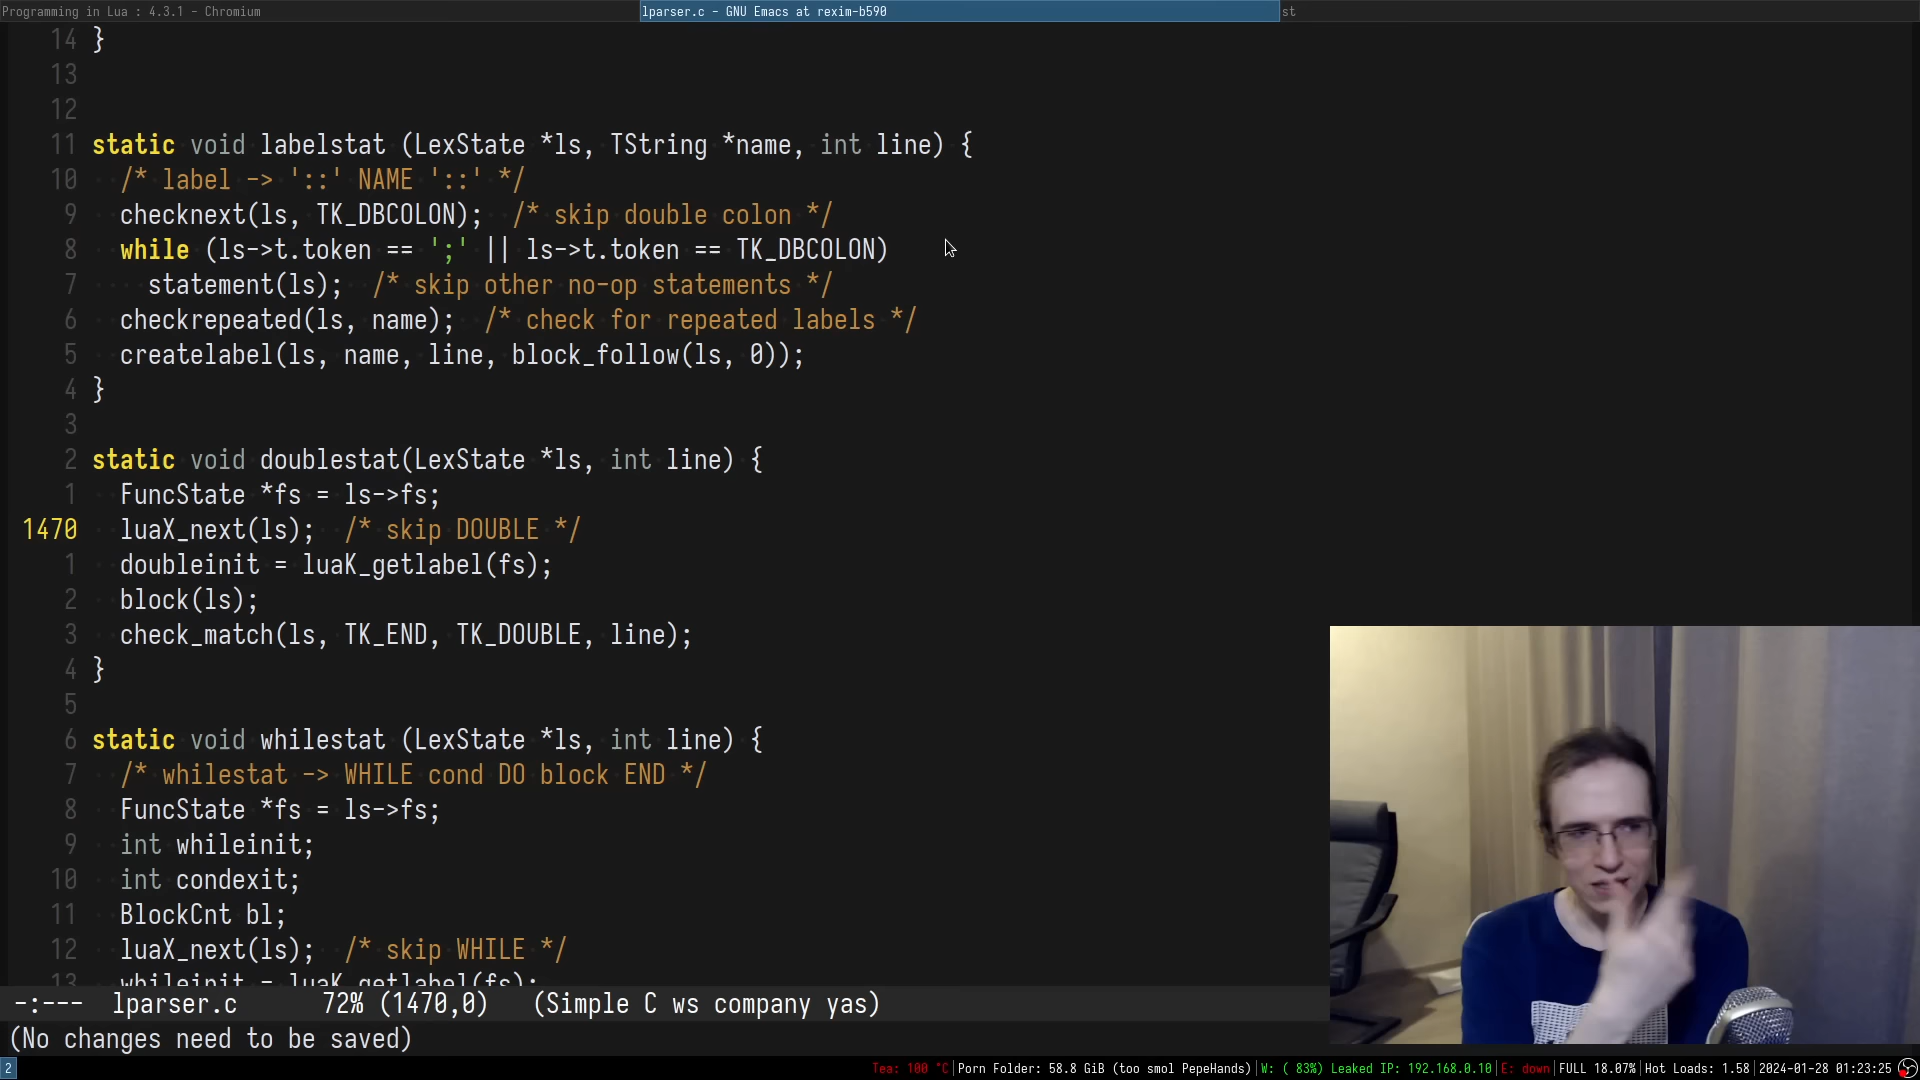 Programming in Lua : 4.3.1 - Chromium
lparser.c - GNU Emacs at rexim-b590
st
14 }
13
12
11 static void labelstat (LexState *ls, TString *name, int line) {
10 /* label -> '::' NAME '::' */
9 checknext(ls, TK_DBCOLON); /* skip double colon */
8 while (ls->t.token == ';' || ls->t.token == TK_DBCOLON)
7 statement(ls); /* skip other no-op statements */
6 checkrepeated(ls, name); /* check for repeated labels */
5 createlabel(ls, name, line, block_follow(ls, 0));
4 }
3
2 static void doublestat(LexState *ls, int line) {
1 FuncState *fs = ls->fs;
1470 luaX_next(ls); /* skip DOUBLE */
1 doubleinit = luaK_getlabel(fs);
2 block(ls);
3 check_match(ls, TK_END, TK_DOUBLE, line);
4 }
5
6 static void whilestat (LexState *ls, int line) {
7 /* whilestat -> WHILE cond DO block END */
8 FuncState *fs = ls->fs;
9 int whileinit;
10 int condexit;
11 BlockCnt bl;
12 luaX_next(ls); /* skip WHILE */
13 whileinit = luaK_getlabel(fs);
-:--- lparser.c 72% (1470,0) (Simple C ws company yas)
(No changes need to be saved)
2
Tea: 100 °C|Porn Folder: 58.8 GiB (too smol PepeHands)|W: ( 83%) Leaked IP: 192.168.0.10|E: down|FULL 18.07%|Hot Loads: 1.58|2024-01-28 01:23:25